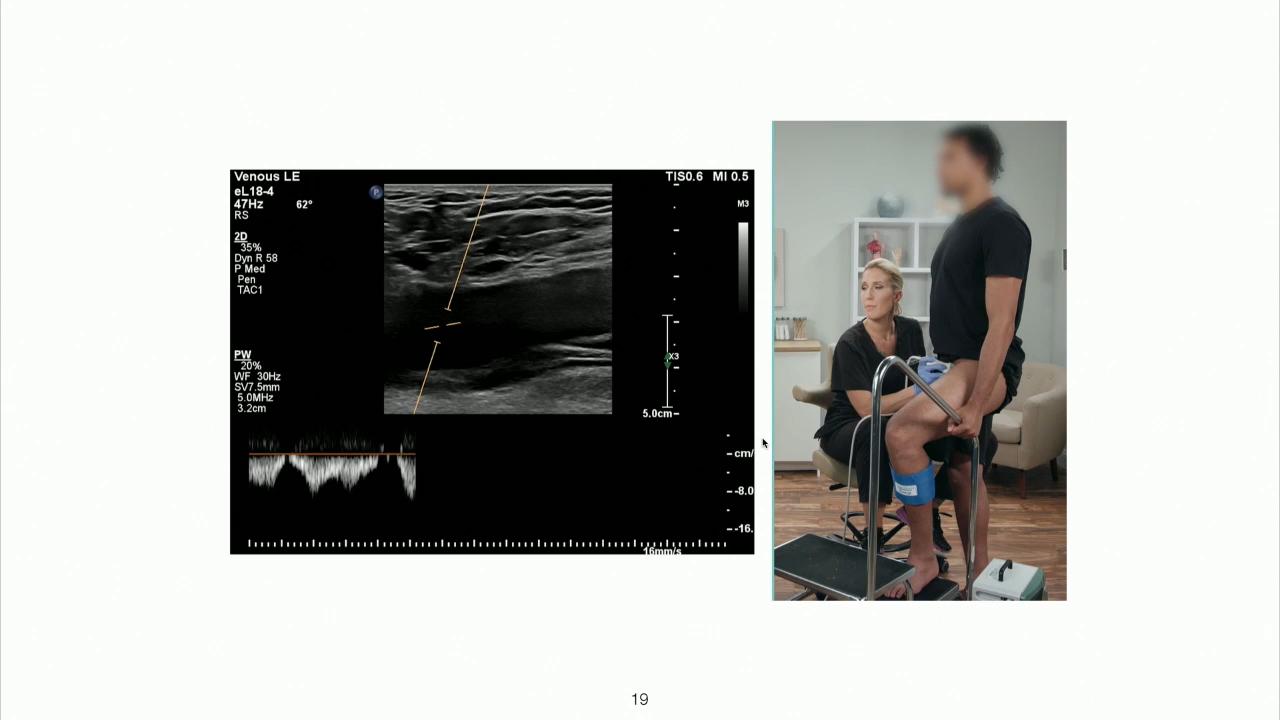 Venous LE
TIS0.6 MI 0.5
eL18-4
P
47Hz 62°
RS
M3
2D
35%
Dyn R 58
P Med
Pen
TAC1
X3
PW
20%
WF 30Hz
SV7.5mm
5.0MHz
3.2cm
5.0cm
cm/
-8.0
-16.
16mm/s
19